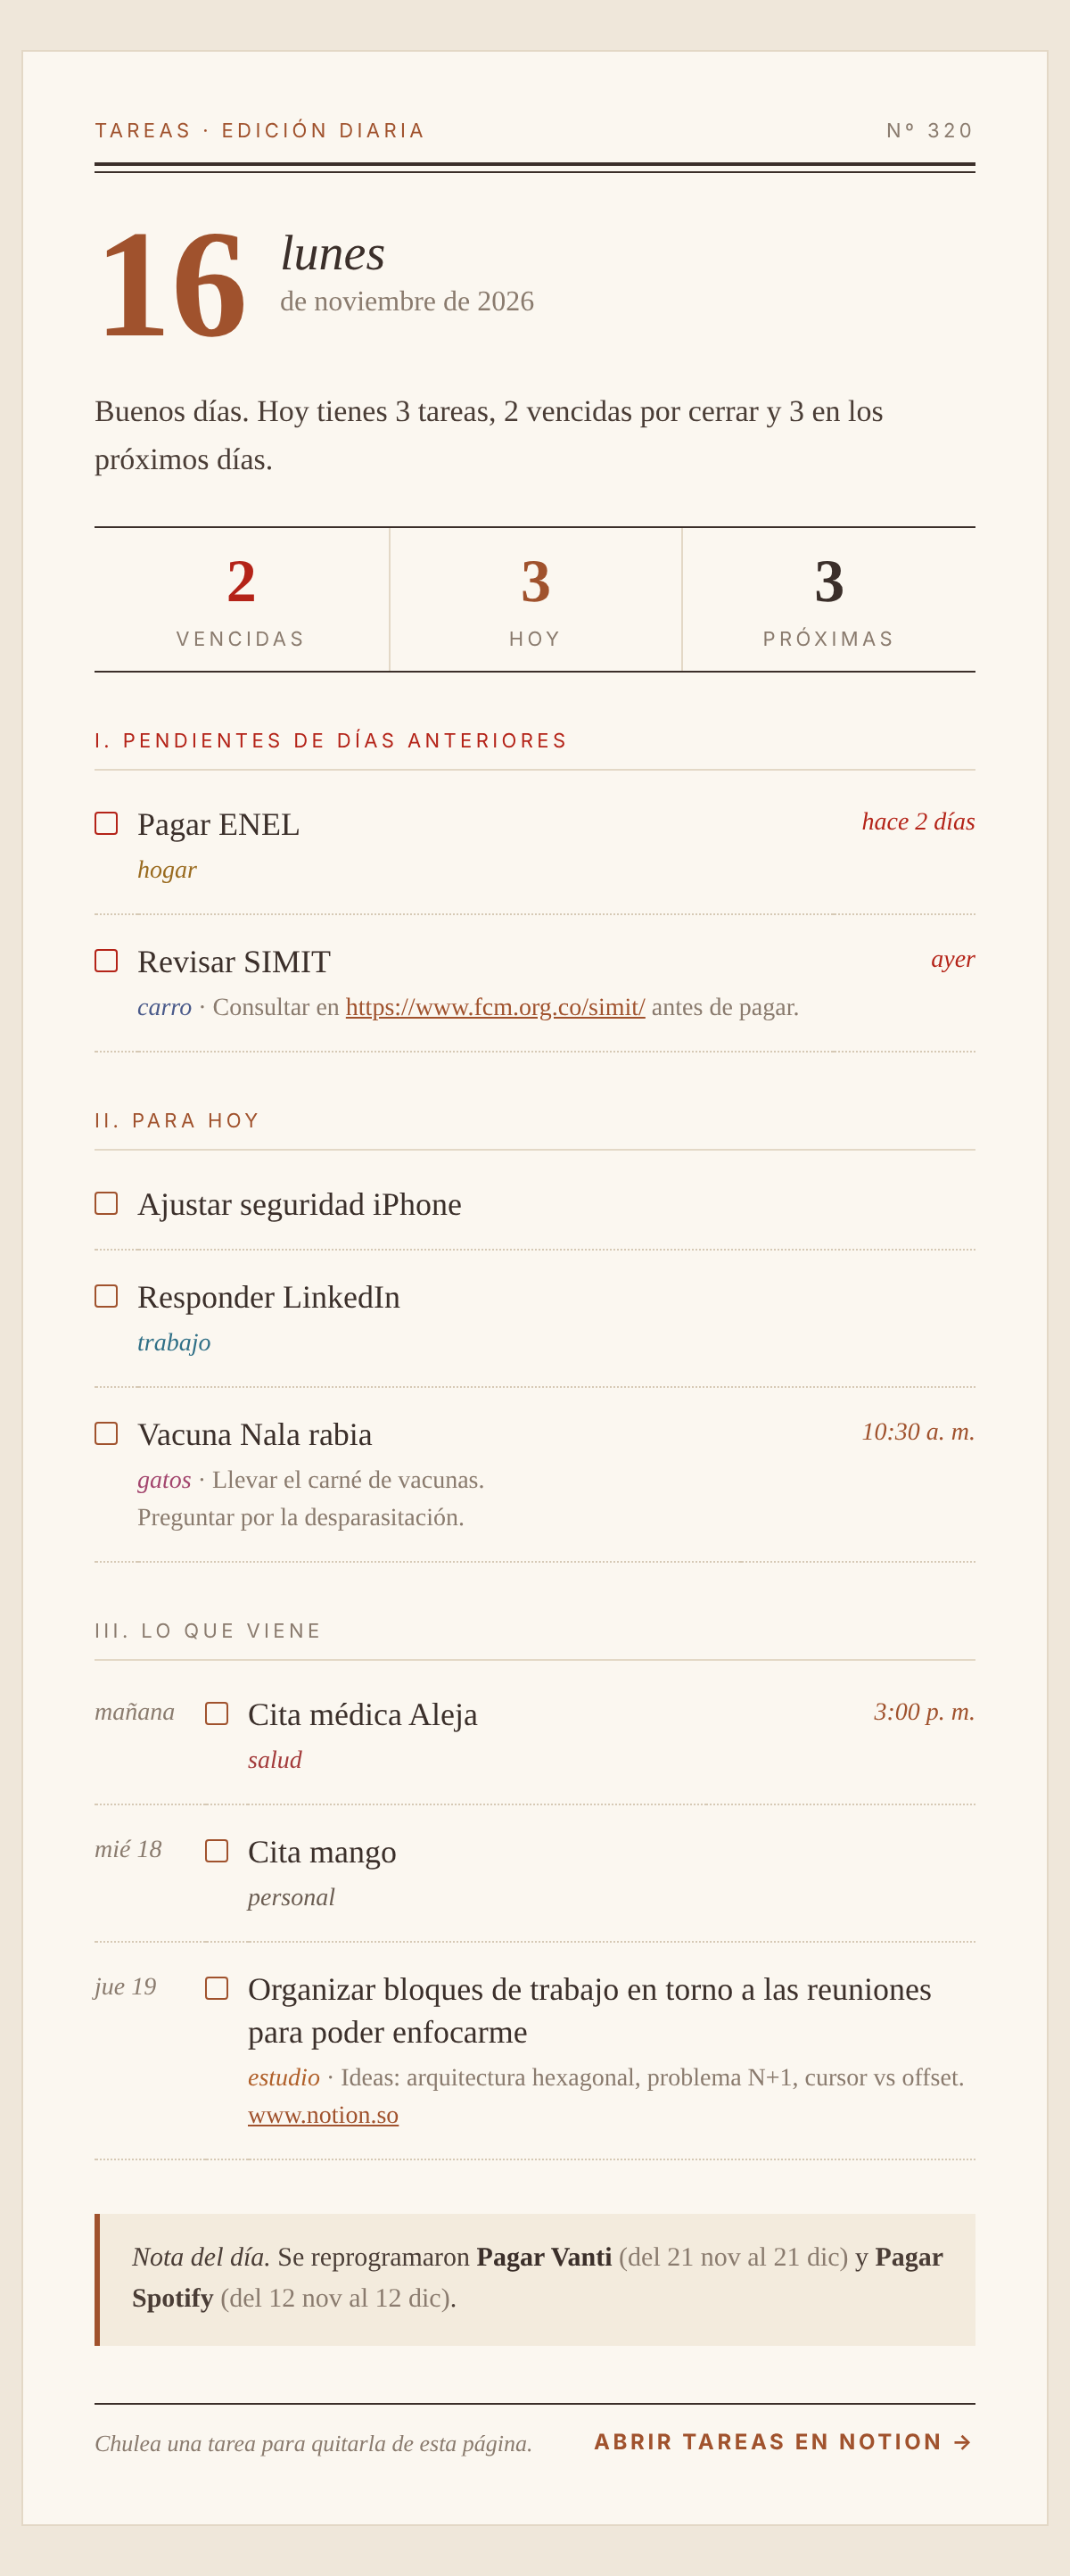 TAREAS · EDICIÓN DIARIA
Nº 320
16
lunes
de noviembre de 2026
Buenos días. Hoy tienes 3 tareas, 2 vencidas por cerrar y 3 en los
próximos días.
2
VENCIDAS
3
HOY
3
PRÓXIMAS
I. PENDIENTES DE DÍAS ANTERIORES
Pagar ENEL
hace 2 días
hogar
Revisar SIMIT
ayer
carro · Consultar en https://www.fcm.org.co/simit/ antes de pagar.
II. PARA HOY
Ajustar seguridad iPhone
Responder LinkedIn
trabajo
Vacuna Nala rabia
10:30 a. m.
gatos · Llevar el carné de vacunas.
Preguntar por la desparasitación.
III. LO QUE VIENE
mañana
Cita médica Aleja
3:00 p. m.
salud
mié 18
Cita mango
personal
jue 19
Organizar bloques de trabajo en torno a las reuniones
para poder enfocarme
estudio · Ideas: arquitectura hexagonal, problema N+1, cursor vs offset.
www.notion.so
Nota del día. Se reprogramaron Pagar Vanti (del 21 nov al 21 dic) y Pagar
Spotify (del 12 nov al 12 dic).
Chulea una tarea para quitarla de esta página.
ABRIR TAREAS EN NOTION →